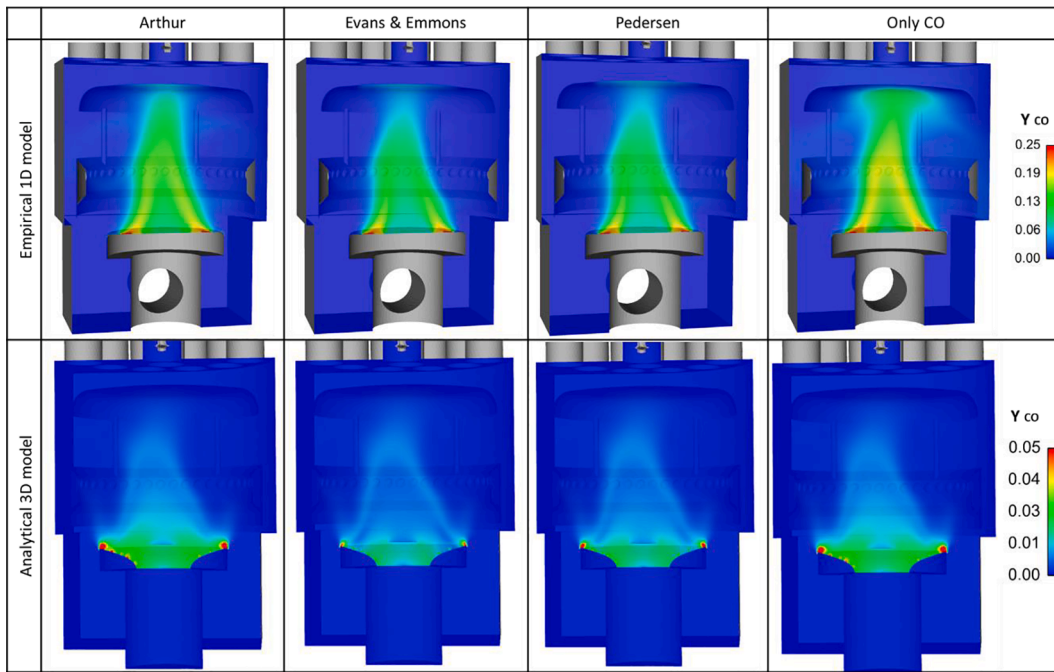 Arthur
Evans & Emmons
Pedersen
Only CO
Empirical 1D model
Y co
0.25
0.19
0.13
0.06
0.00
Analytical 3D model
Y co
0.05
0.04
0.03
0.01
0.00